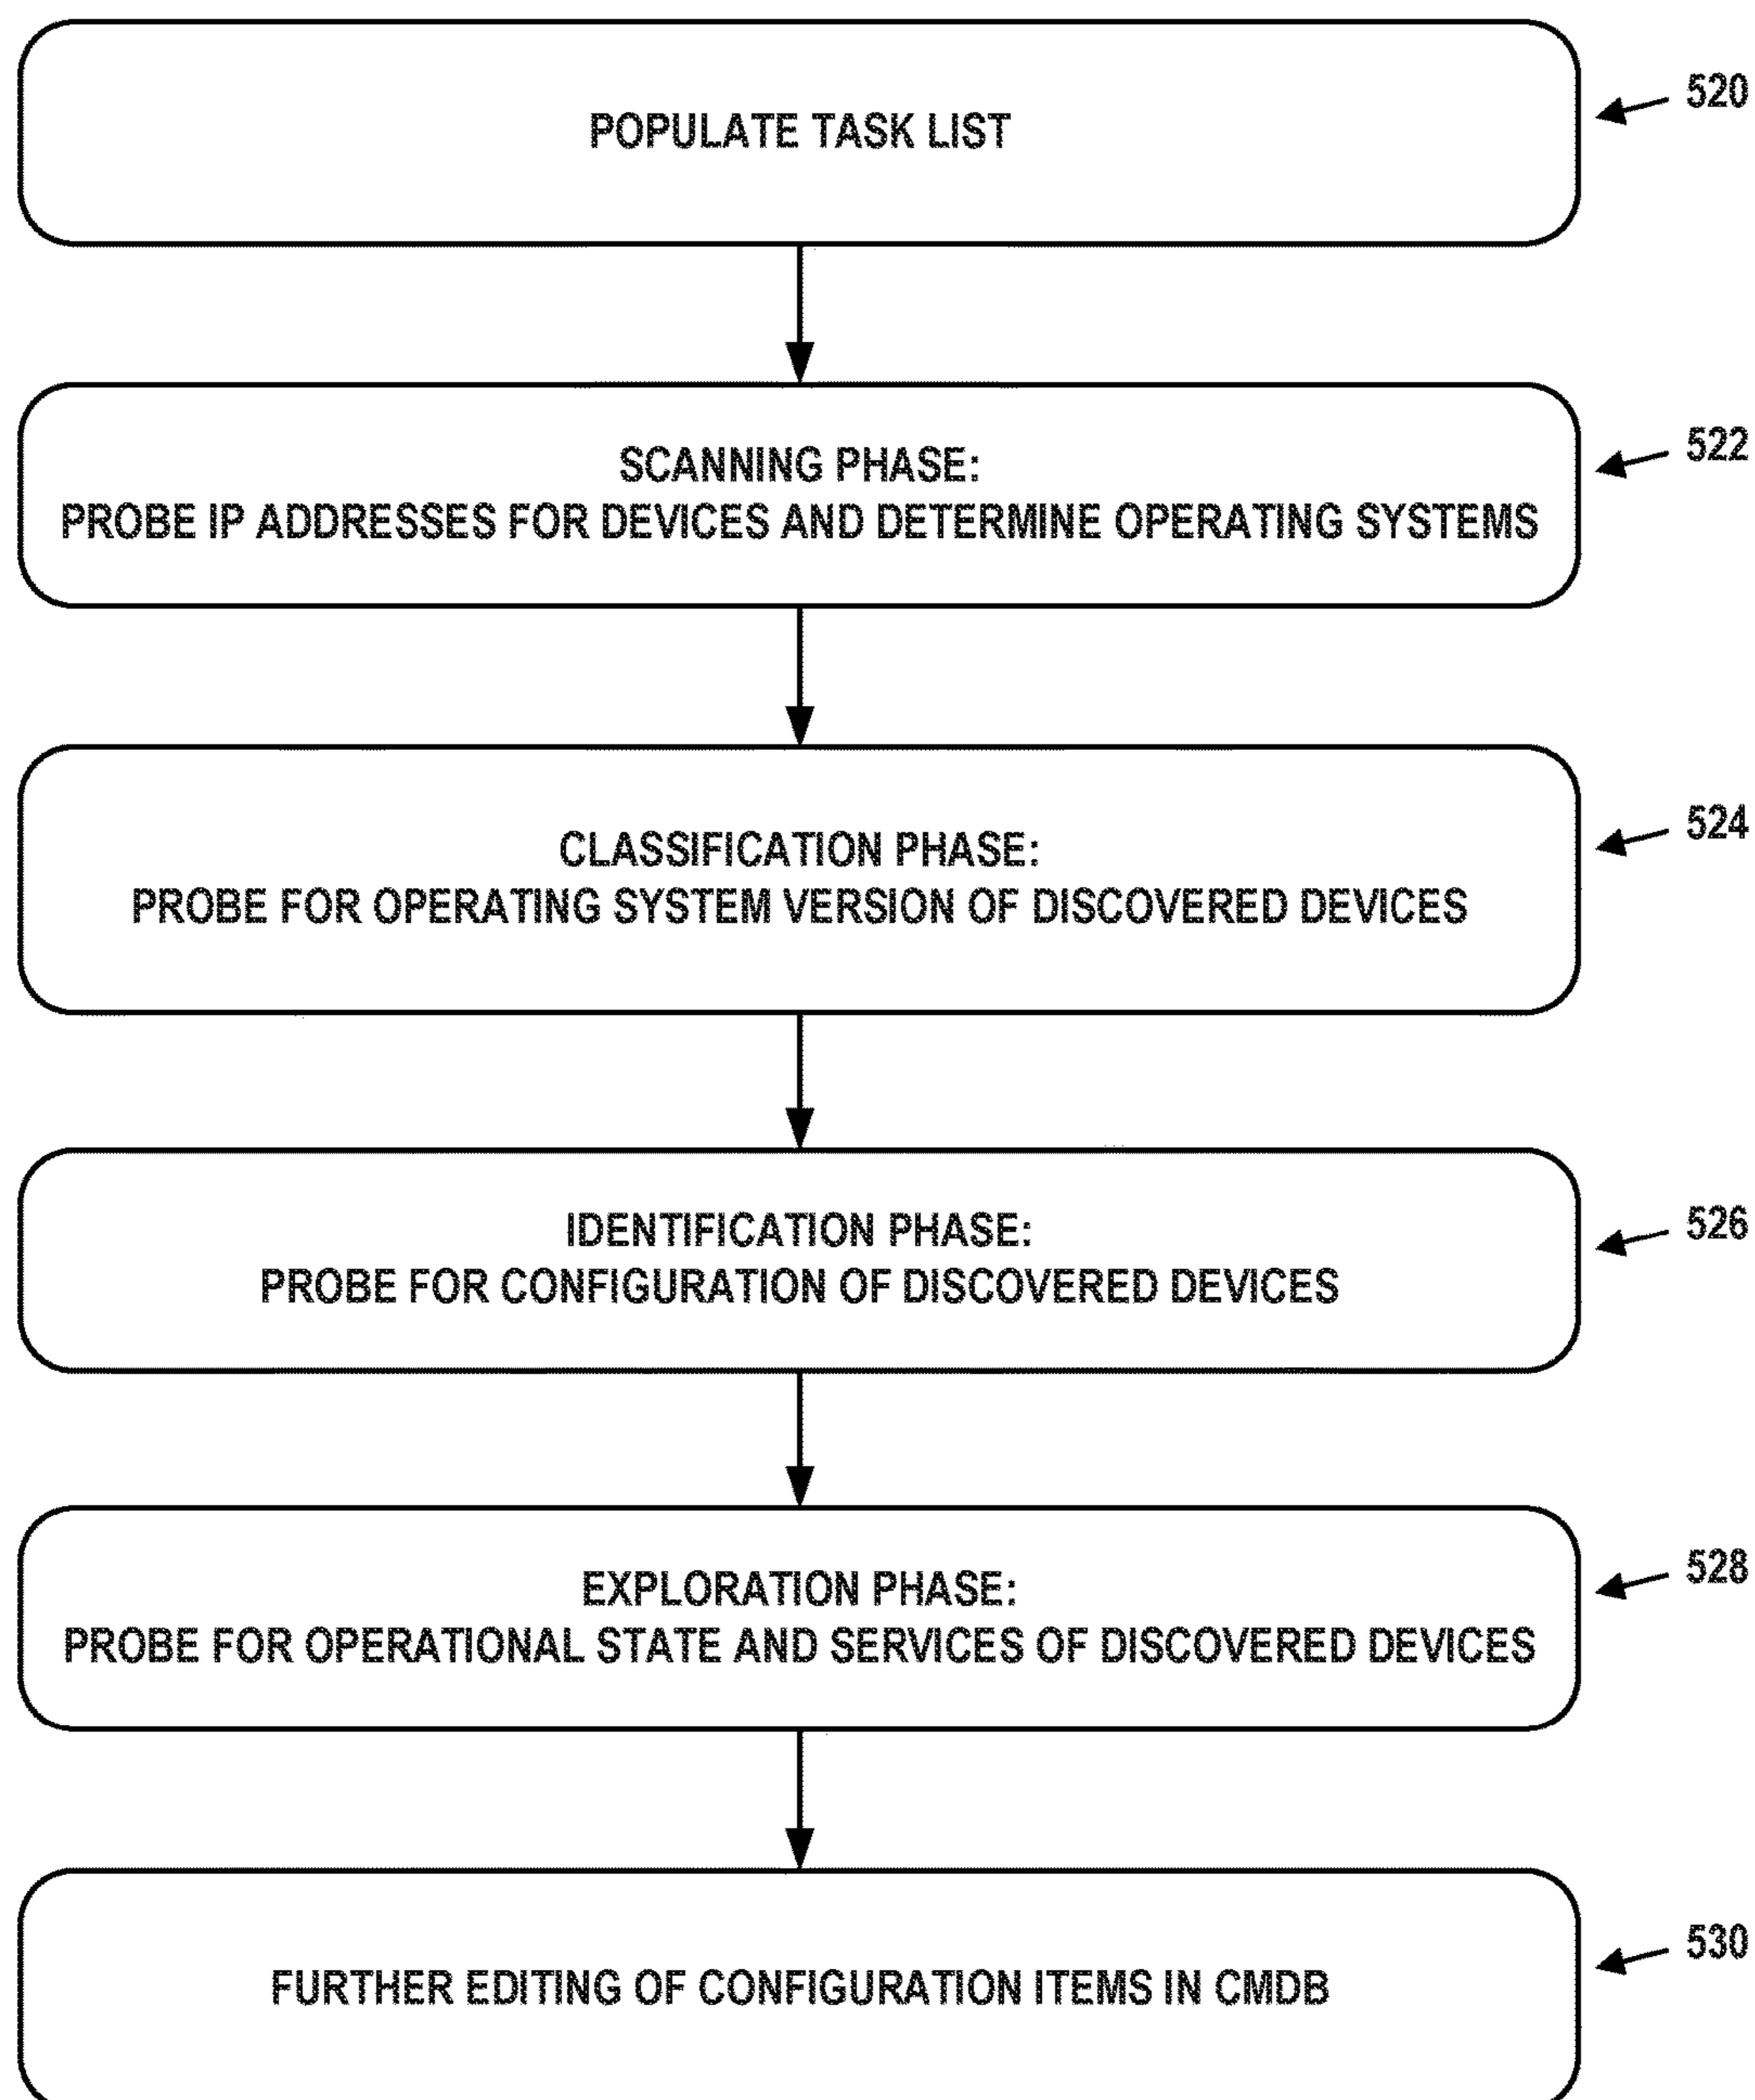 POPULATE TASK LIST
520
SCANNING PHASE:
PROBE IP ADDRESSES FOR DEVICES AND DETERMINE OPERATING SYSTEMS
522
CLASSIFICATION PHASE:
PROBE FOR OPERATING SYSTEM VERSION OF DISCOVERED DEVICES
524
IDENTIFICATION PHASE:
PROBE FOR CONFIGURATION OF DISCOVERED DEVICES
526
EXPLORATION PHASE:
PROBE FOR OPERATIONAL STATE AND SERVICES OF DISCOVERED DEVICES
528
FURTHER EDITING OF CONFIGURATION ITEMS IN CMDB
530